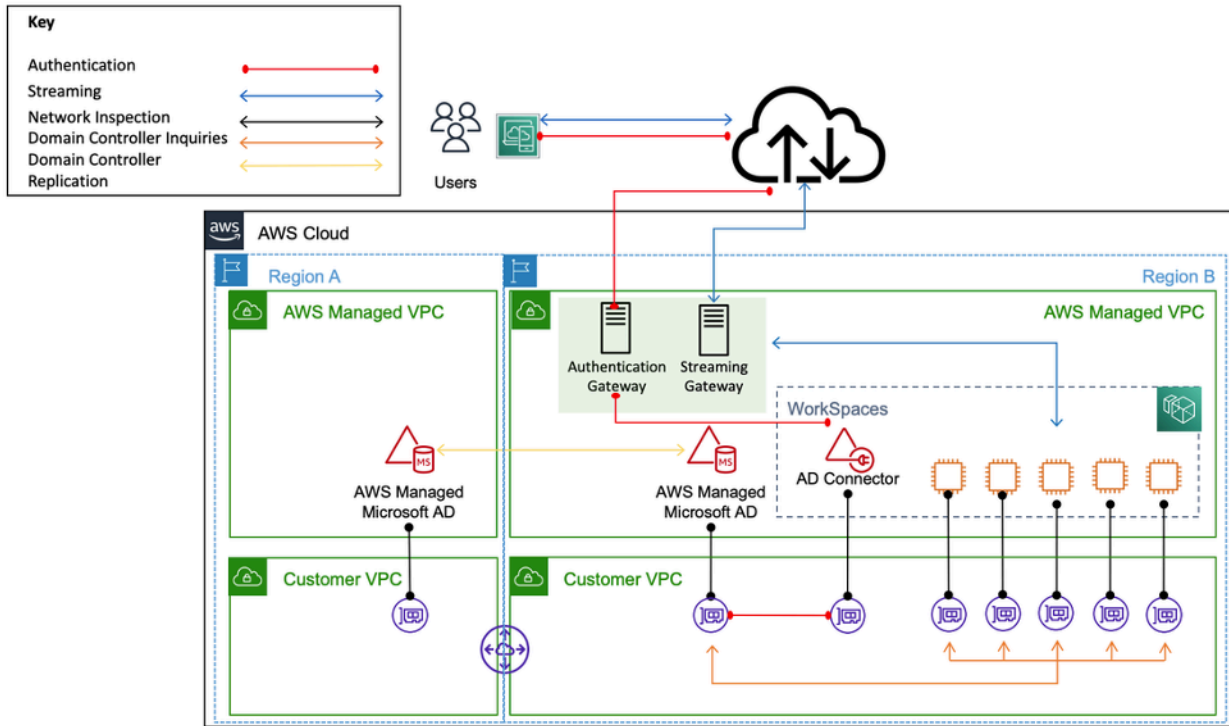 Key
Authentication
Streaming
Network Inspection
Domain Controller Inquiries
Domain Controller
Replication
Users
aws
AWS Cloud
Region A
Region B
AWS Managed VPC
AWS Managed VPC
Authentication
Gateway
Streaming
Gateway
WorkSpaces
MS
MS
AD Connector
AWS Managed
Microsoft AD
AWS Managed
Microsoft AD
Customer VPC
Customer VPC